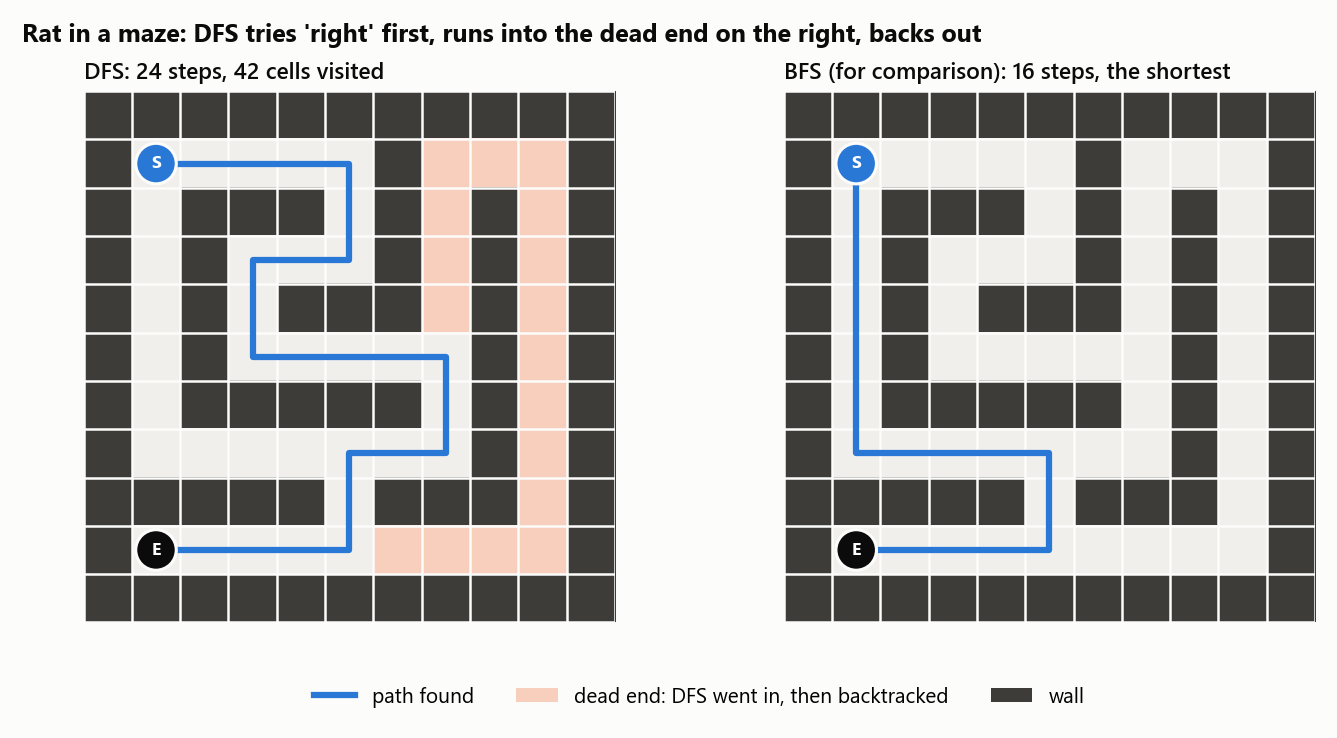 Rat in a maze: DFS tries 'right' first, runs into the dead end on the right, backs out
DFS: 24 steps, 42 cells visited
BFS (for comparison): 16 steps, the shortest
S
S
E
E
path found
dead end: DFS went in, then backtracked
wall